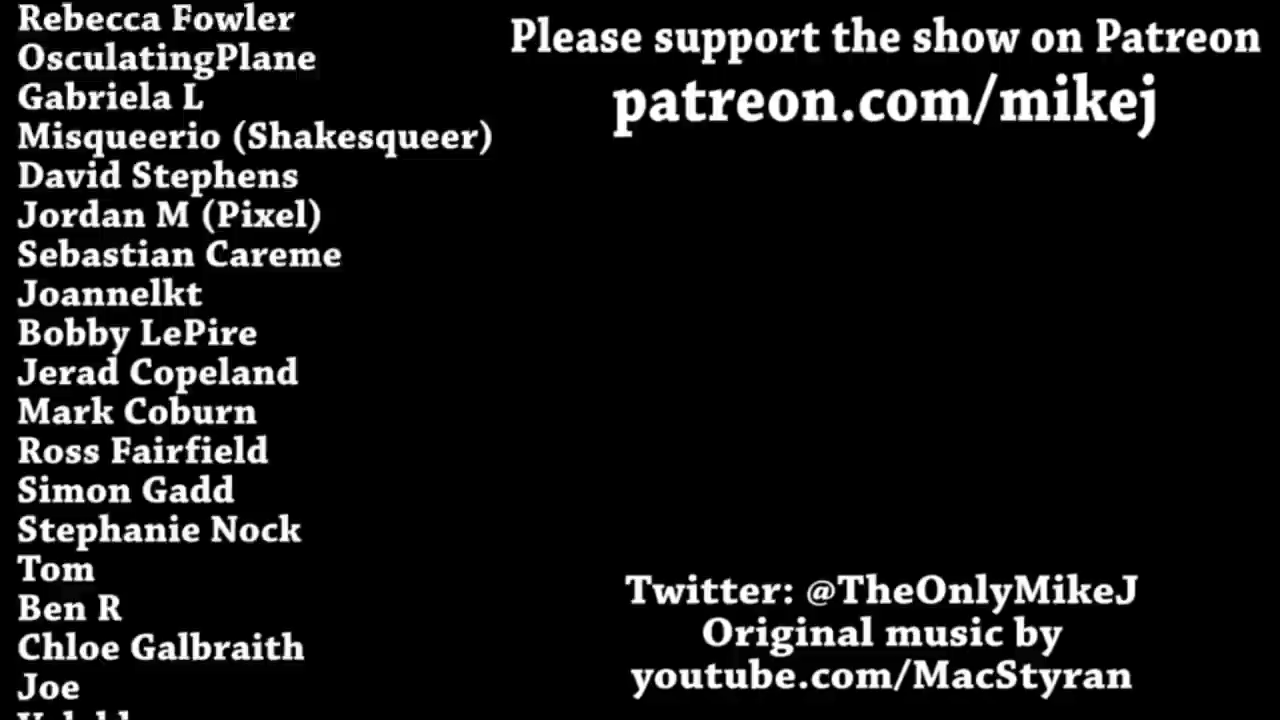 Rebecca Fowler
OsculatingPlane
Gabriela L
Misqueerio (Shakesqueer)
David Stephens
Jordan M (Pixel)
Sebastian Careme
Joannelkt
Bobby LePire
Jerad Copeland
Mark Coburn
Ross Fairfield
Simon Gadd
Stephanie Nock
Tom
Ben R
Chloe Galbraith
Joe
Please support the show on Patreon
patreon.com/mikej
Twitter: @TheOnlyMikeJ
Original music by
youtube.com/MacStyran